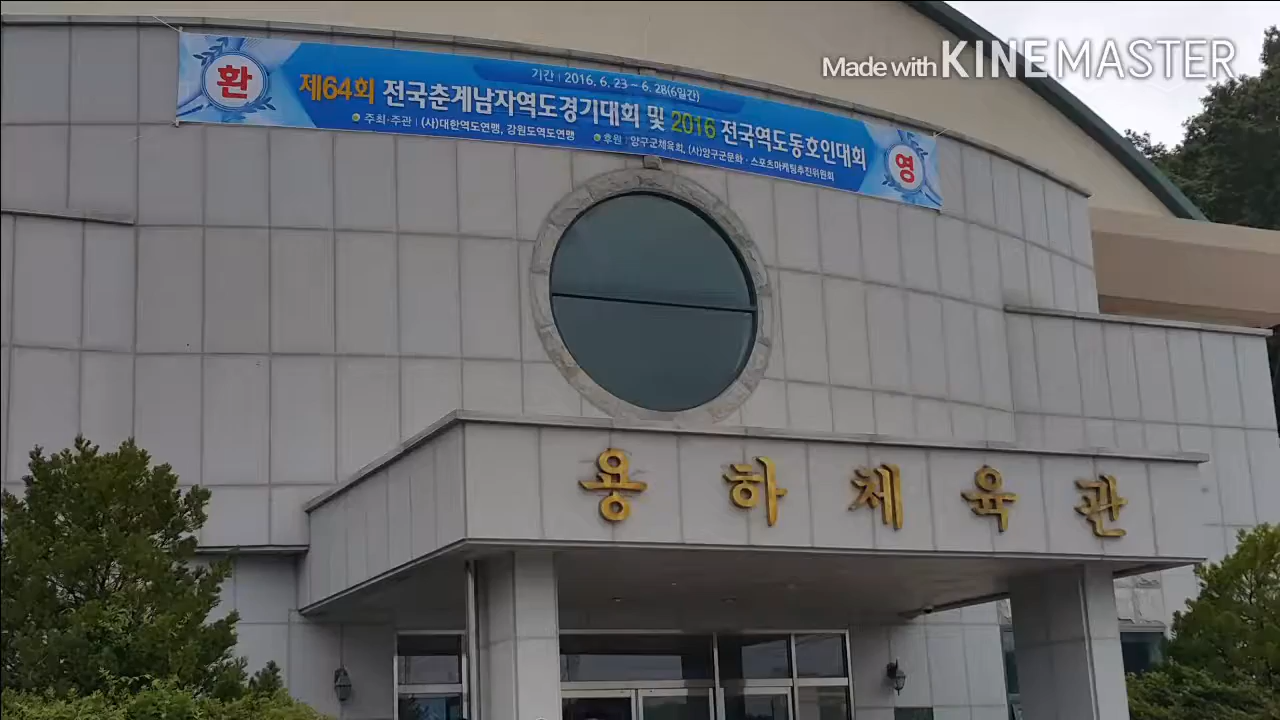 Made with KINEMASTER
환
기간 | 2016. 6. 23 ~ 6. 28(6일간)
제64회 전국춘계남자역도경기대회 및 2016 전국역도동호인대회
주최·주관 | (사)대한역도연맹, 강원도역도연맹 후원 | 양구군체육회, (사)양구군문화·스포츠마케팅추진위원회
영
용하체육관